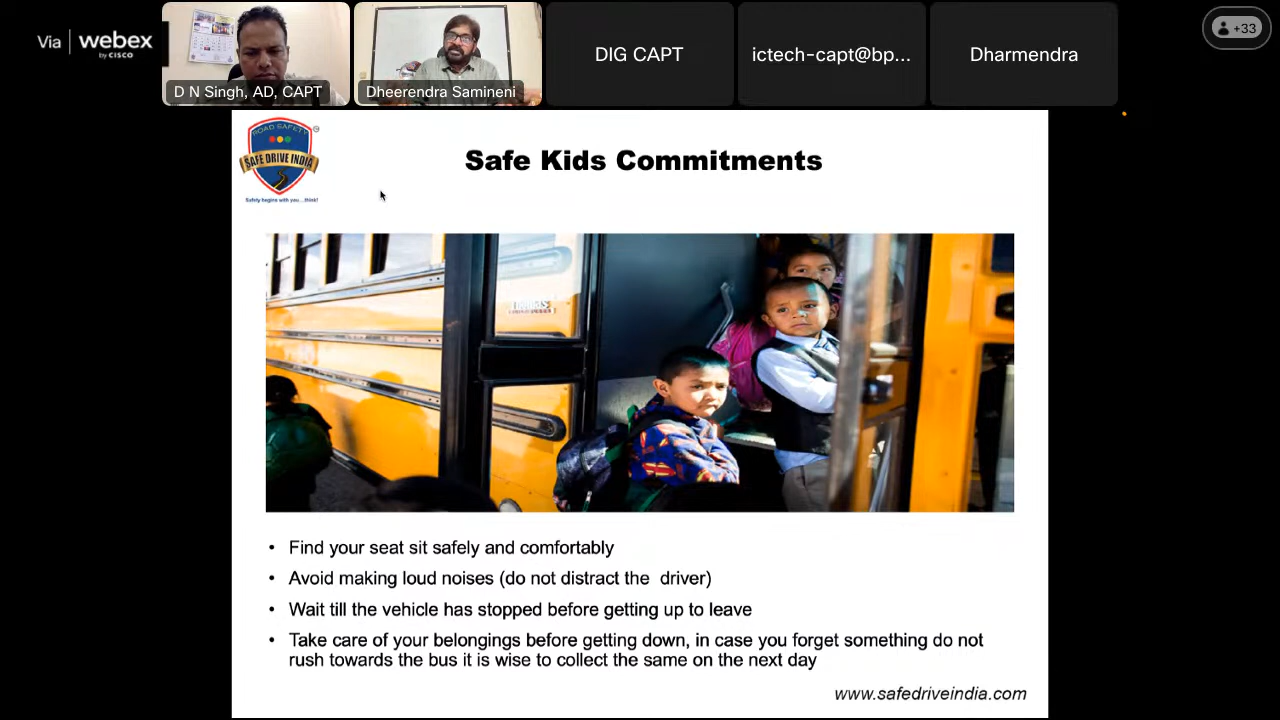 Via | webex
by CISCO
+33
D N Singh, AD, CAPT
Dheerendra Samineni
DIG CAPT
ictech-capt@bp...
Dharmendra
ROAD SAFETY
SAFE DRIVE INDIA
Safety begins with you....think!
Safe Kids Commitments
• Find your seat sit safely and comfortably
• Avoid making loud noises (do not distract the driver)
• Wait till the vehicle has stopped before getting up to leave
• Take care of your belongings before getting down, in case you forget something do not
rush towards the bus it is wise to collect the same on the next day
www.safedriveindia.com